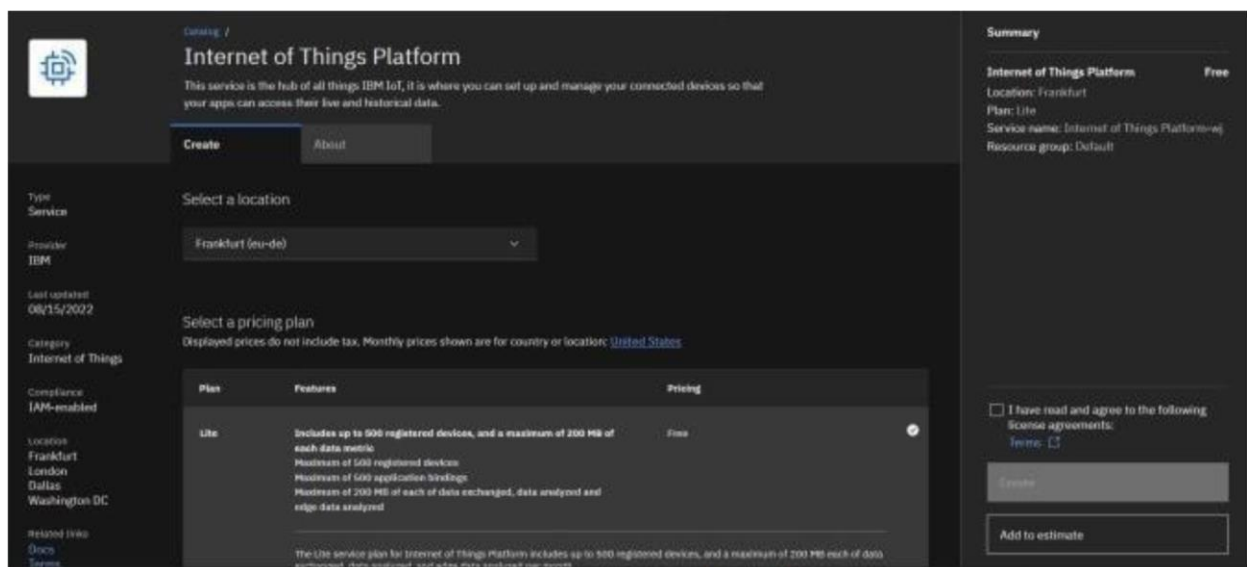 Catalog /
Internet of Things Platform
This service is the hub of all things IBM IoT, it is where you can set up and manage your connected devices so that
your apps can access their live and historical data.
Create
About
Type
Service
Provider
IBM
Last updated
08/15/2022
Category
Internet of Things
Compliance
IAM-enabled
Location
Frankfurt
London
Dallas
Washington DC
Related links
Docs
Terms
Select a location
Frankfurt (eu-de)
Select a pricing plan
Displayed prices do not include tax. Monthly prices shown are for country or location: United States
Plan
Features
Pricing
Lite
Includes up to 500 registered devices, and a maximum of 200 MB of
each data metric
Maximum of 500 registered devices
Maximum of 500 application bindings
Maximum of 200 MB of each of data exchanged, data analyzed and
edge data analyzed
Free
The Lite service plan for Internet of Things Platform includes up to 500 registered devices, and a maximum of 200 MB each of data
exchanged, data analyzed, and edge data analyzed per month.
Summary
Internet of Things Platform
Free
Location: Frankfurt
Plan: Lite
Service name: Internet of Things Platform-wj
Resource group: Default
I have read and agree to the following
license agreements:
Terms
Create
Add to estimate